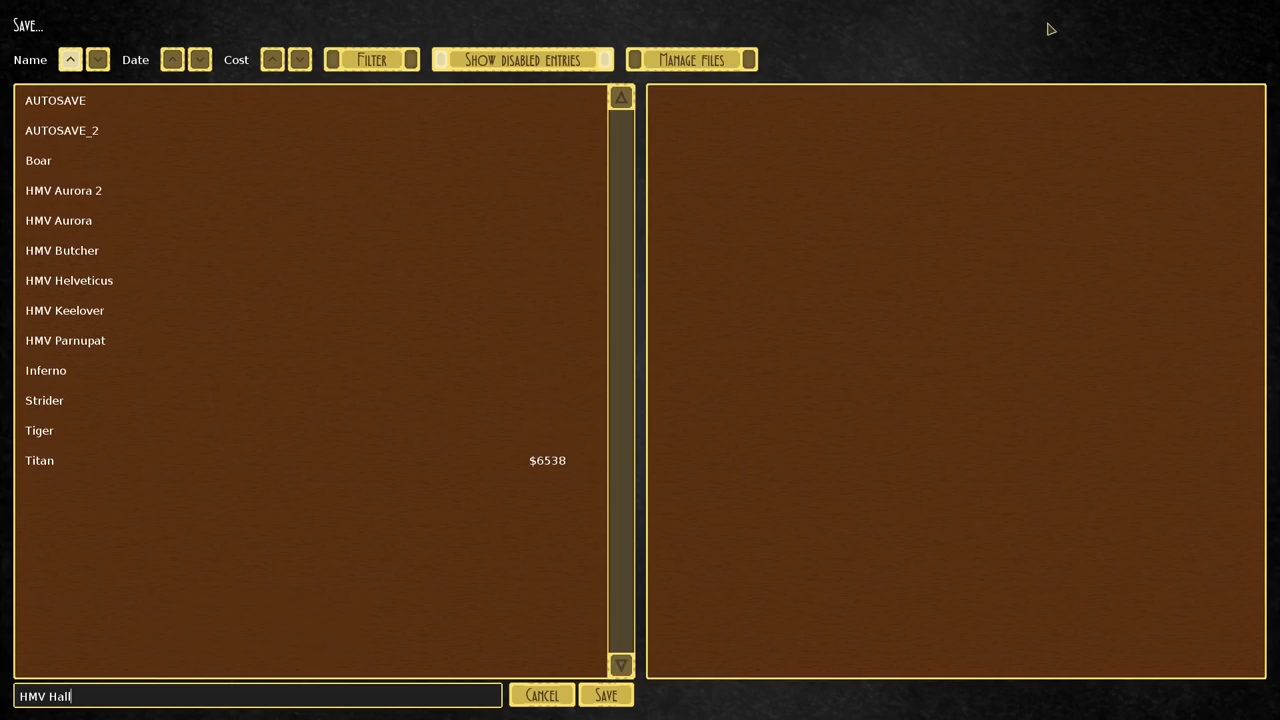 Save...
Name Date Cost Filter Show disabled entries Manage files
AUTOSAVE
AUTOSAVE_2
Boar
HMV Aurora 2
HMV Aurora
HMV Butcher
HMV Helveticus
HMV Keelover
HMV Parnupat
Inferno
Strider
Tiger
Titan $6538
HMV Hall Cancel Save